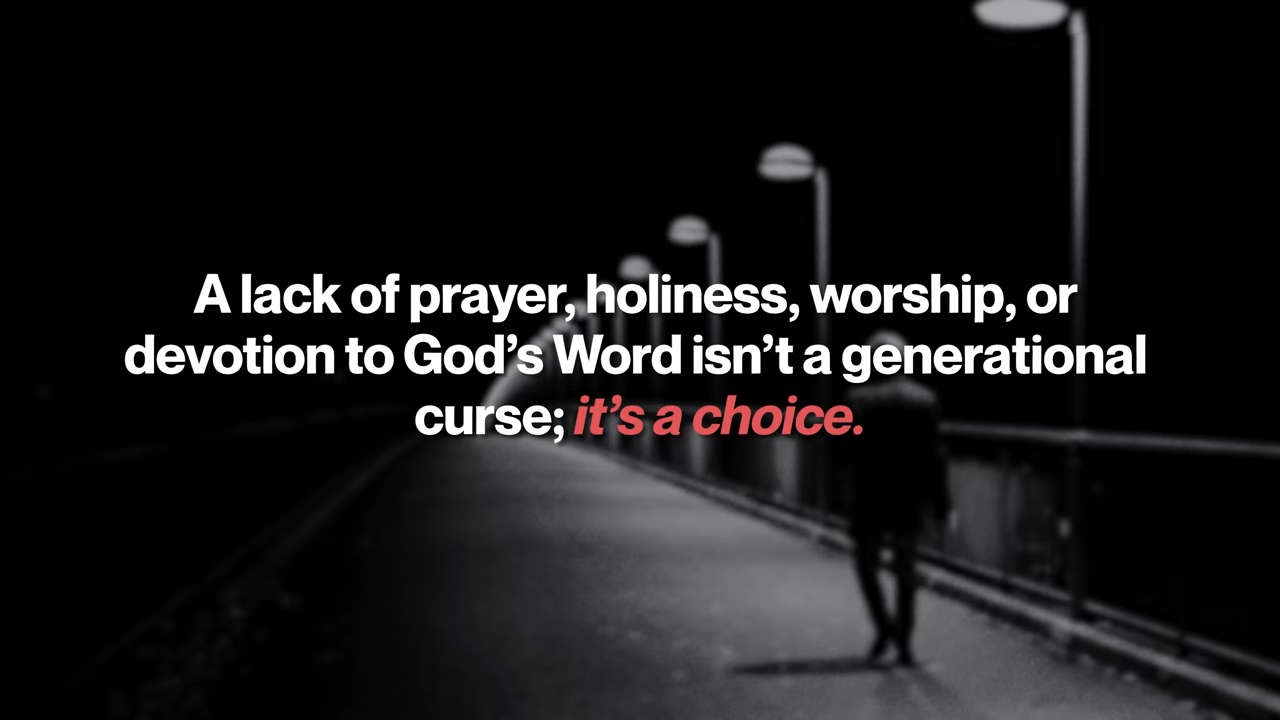 A lack of prayer, holiness, worship, or
devotion to God’s Word isn’t a generational
curse; it’s a choice.